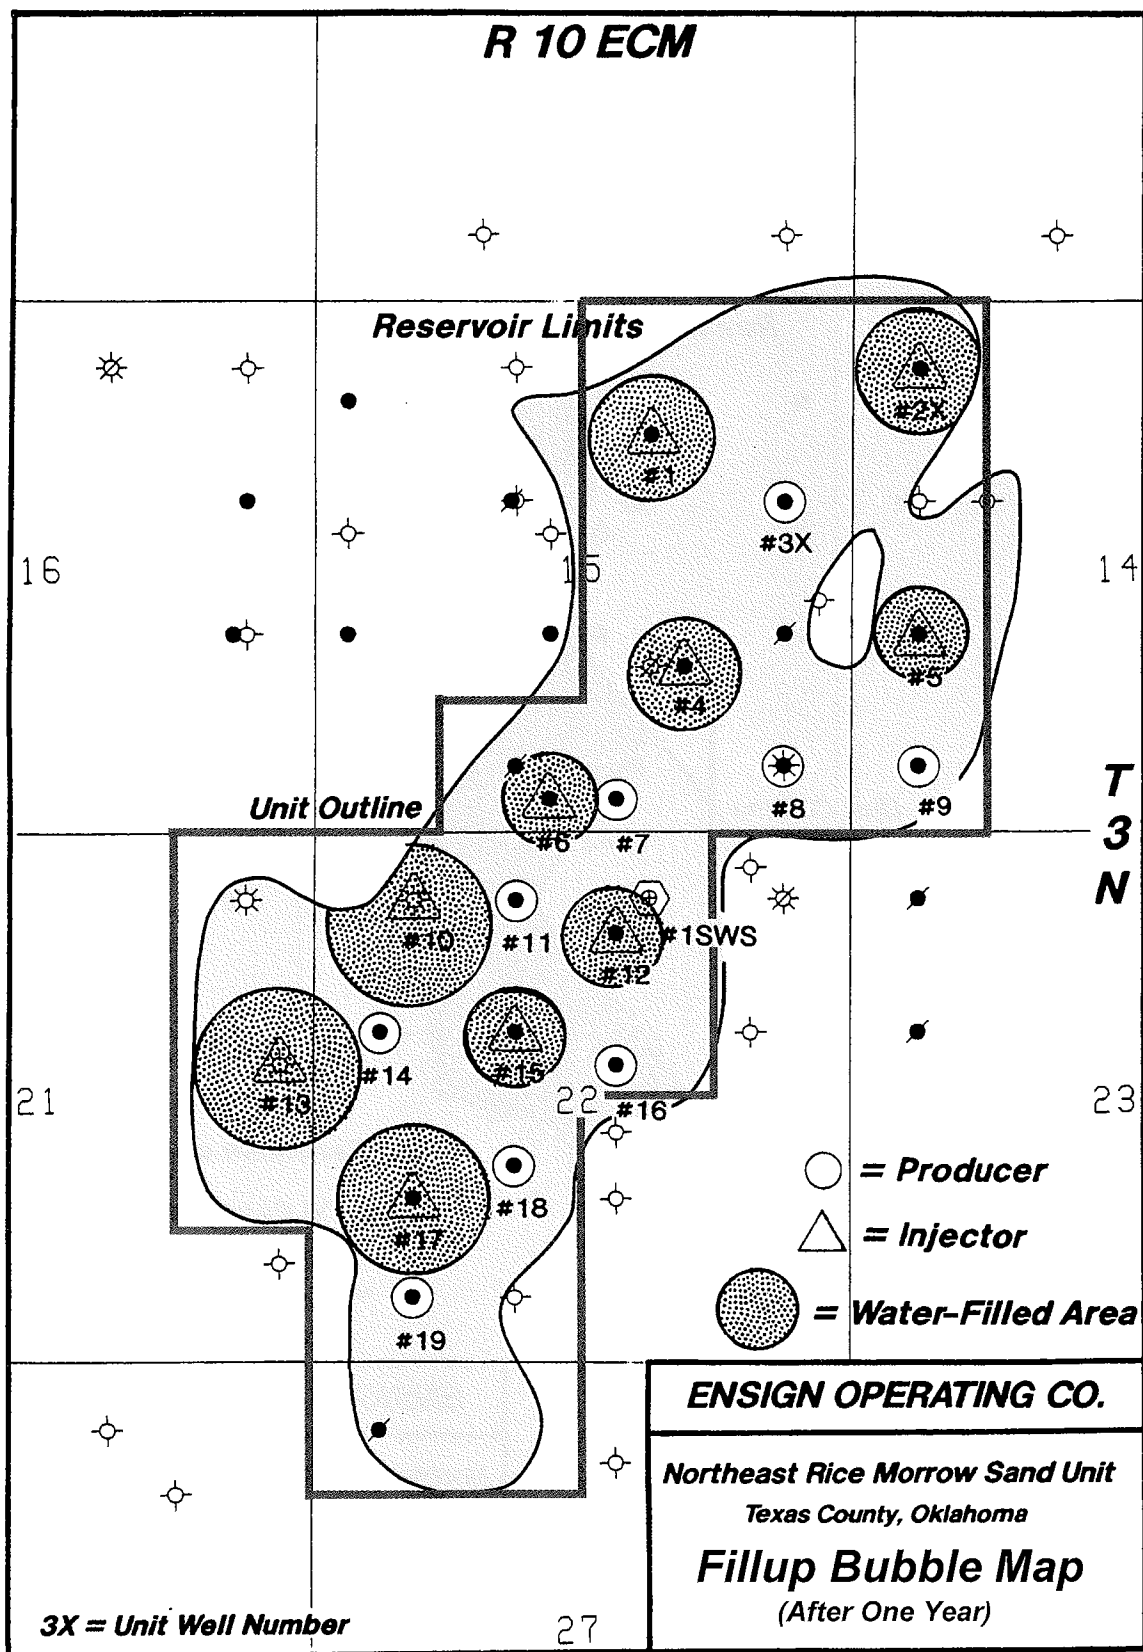 R 10 ECM
Reservoir Limits
#2X
#1
#3X
16
15
14
#5
#4
Unit Outline
#8
#9
T
3
N
#6
#7
#10
#11
#1SWS
#12
#14
#15
#13
21
22
#16
23
= Producer
#18
#17
= Injector
= Water-Filled Area
#19
ENSIGN OPERATING CO.
Northeast Rice Morrow Sand Unit
Texas County, Oklahoma
Fillup Bubble Map
(After One Year)
3X = Unit Well Number
27